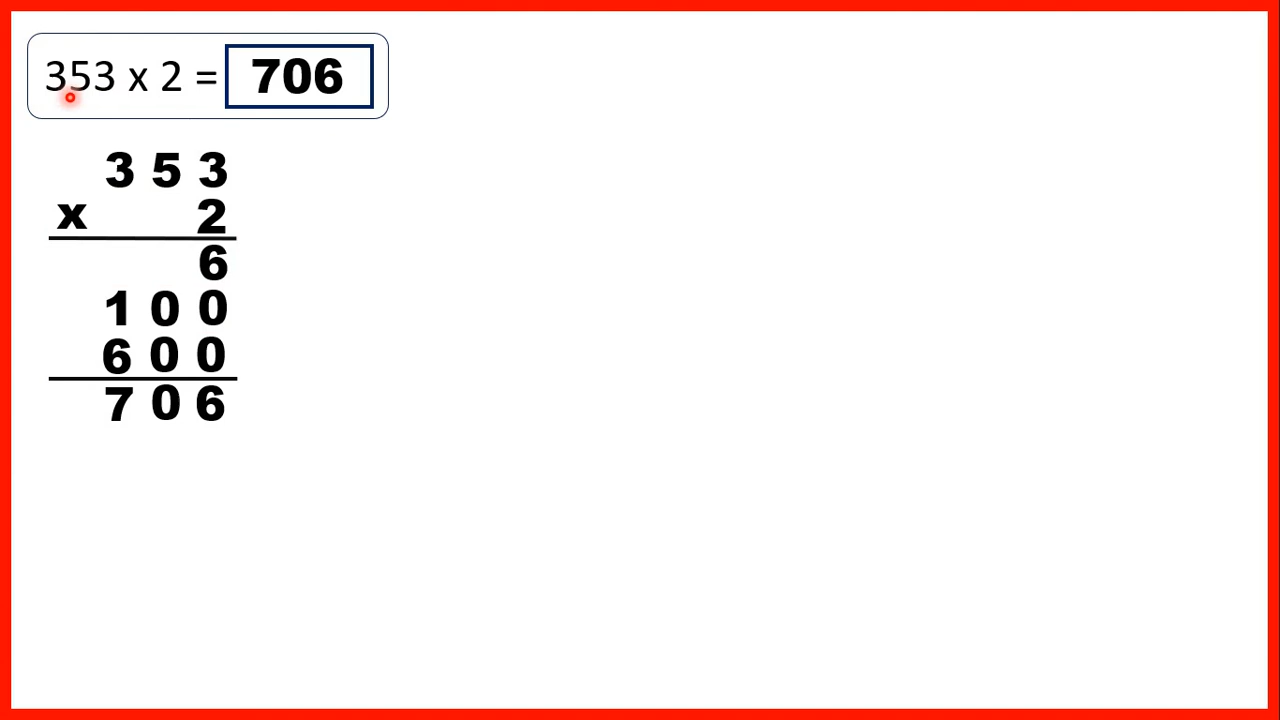 353 x 2 = 706
3 5 3
x 2
6
1 0 0
6 0 0
7 0 6